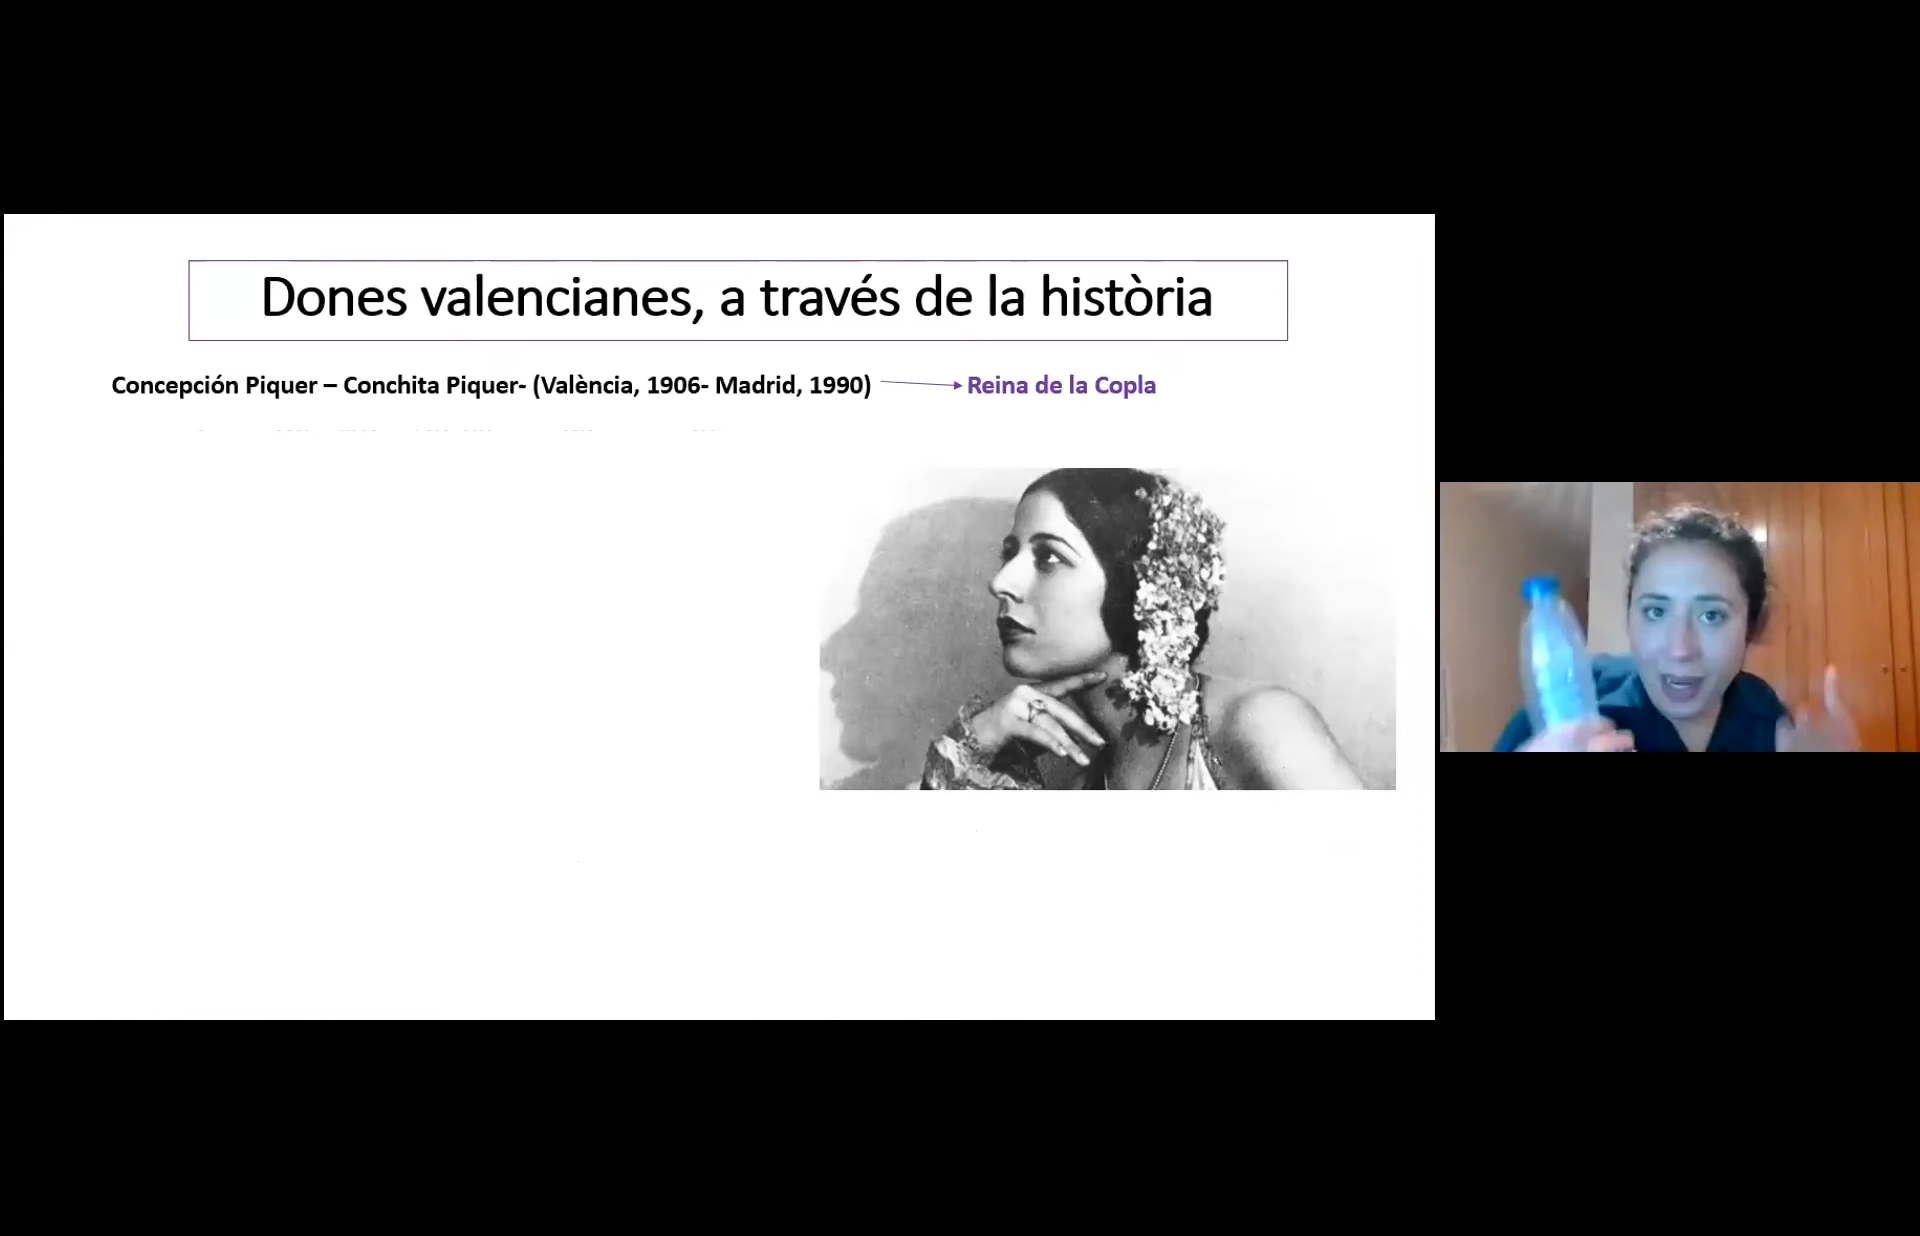 Dones valencianes, a través de la història
Concepción Piquer – Conchita Piquer- (València, 1906- Madrid, 1990) Reina de la Copla